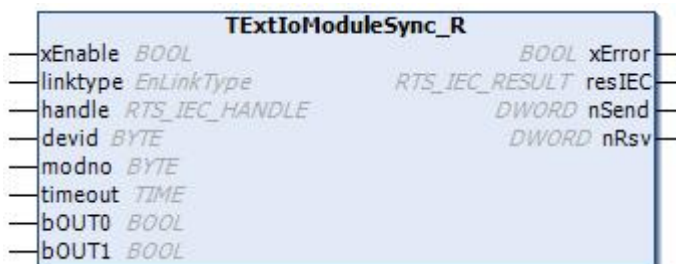 TExtIoModuleSync_R
xEnable BOOL BOOL xError
linktype EnLinkType RTS_IEC_RESULT resIEC
handle RTS_IEC_HANDLE DWORD nSend
devid BYTE DWORD nRsv
modno BYTE
timeout TIME
bOUT0 BOOL
bOUT1 BOOL